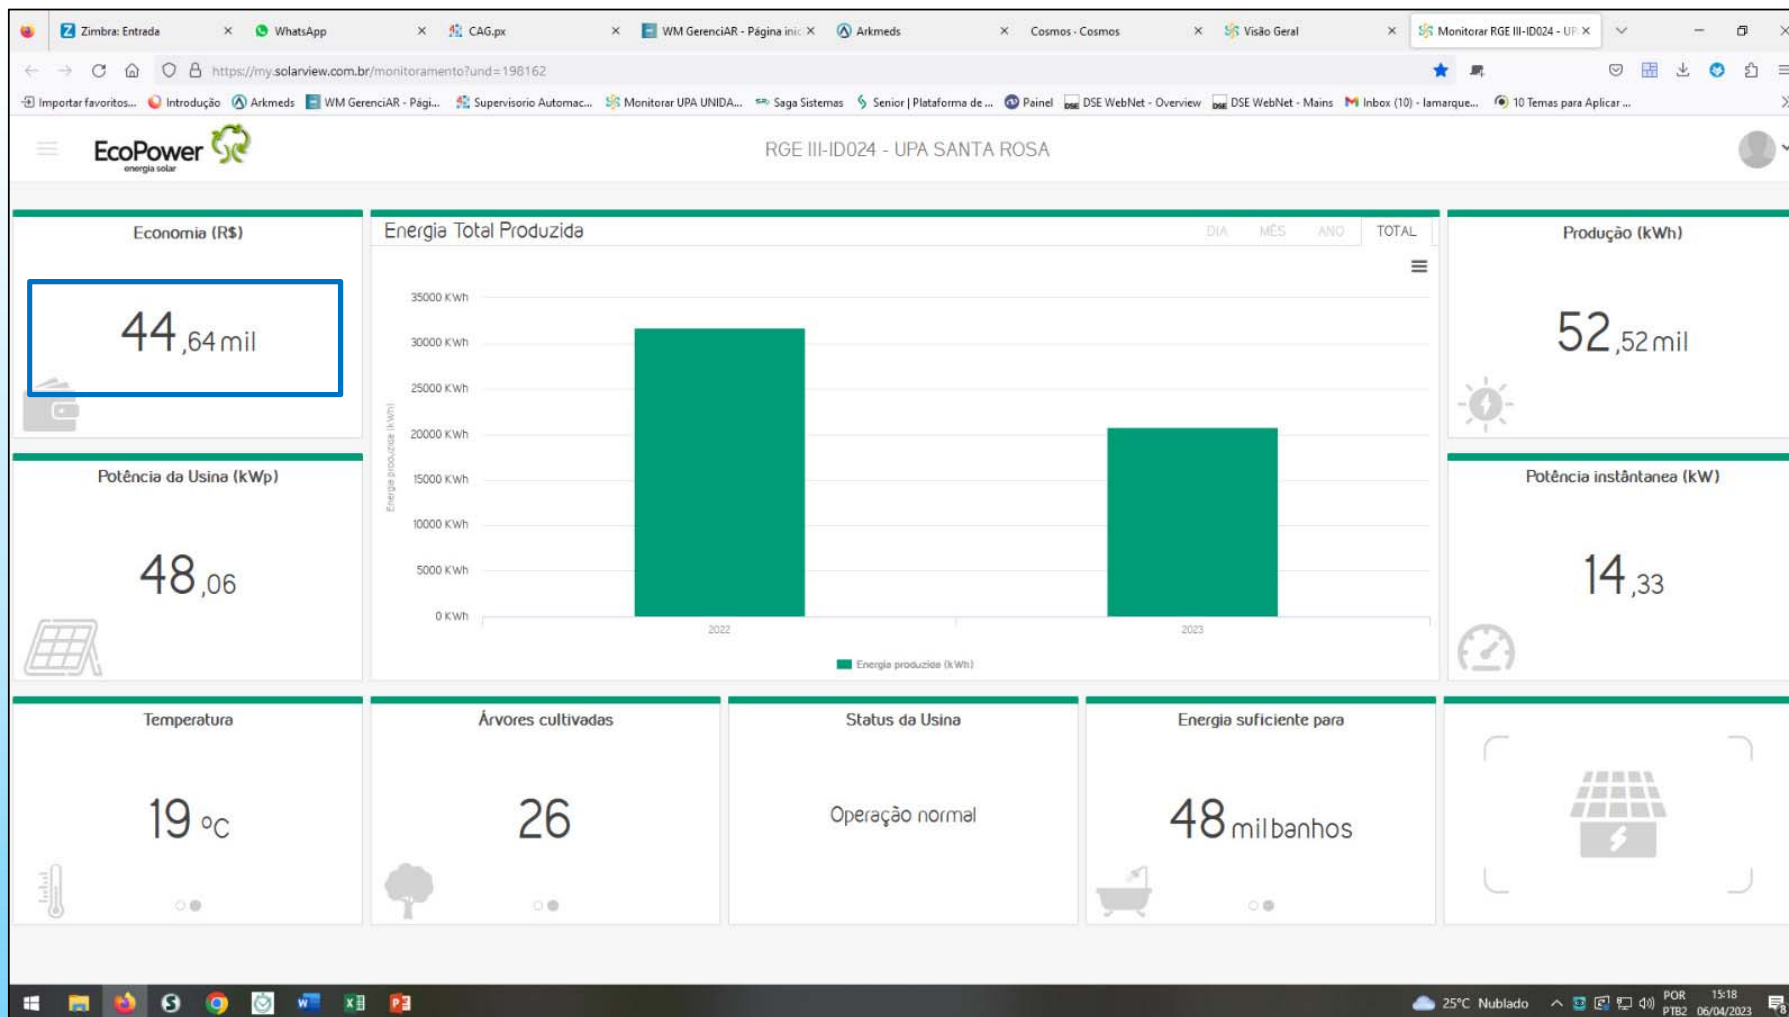 Zimbra: Entrada
WhatsApp
CAG.px
WM GerenciAR - Página inic
Arkmeds
Cosmos - Cosmos
Visão Geral
Monitorar RGE III-ID024 - UP
https://my.solarview.com.br/monitoramento?und=198162
Importar favoritos... Introdução Arkmeds WM GerenciAR - Pági... Supervisorio Automac... Monitorar UPA UNIDA... Saga Sistemas Senior | Plataforma de ... Painel DSE WebNet - Overview DSE WebNet - Mains Inbox (10) - lamarque... 10 Temas para Aplicar ...
EcoPower
energia solar
RGE III-ID024 - UPA SANTA ROSA
Economia (R$)
44,64 mil
Energia Total Produzida
DIA MÊS ANO TOTAL
Energia produzida (kWh)
35000 KWh
30000 KWh
25000 KWh
20000 KWh
15000 KWh
10000 KWh
5000 KWh
0 KWh
2022
2023
Energia produzida (kWh)
Produção (kWh)
52,52 mil
Potência da Usina (kWp)
48,06
Potência instântanea (kW)
14,33
Temperatura
19 ºC
Árvores cultivadas
26
Status da Usina
Operação normal
Energia suficiente para
48 mil banhos
25°C Nublado
POR
PTB2
15:18
06/04/2023